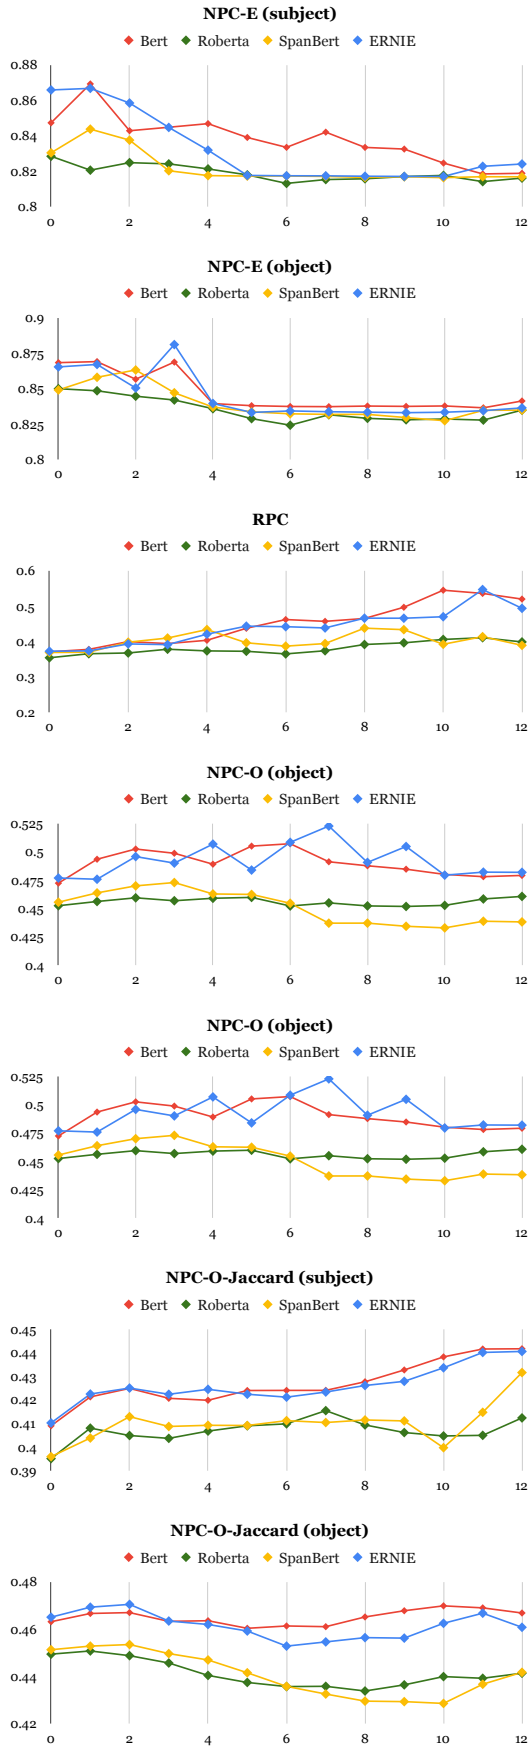 NPC-E (subject)
Bert Roberta SpanBert ERNIE
0.88
0.86
0.84
0.82
0.8
0 2 4 6 8 10 12
NPC-E (object)
Bert Roberta SpanBert ERNIE
0.9
0.875
0.85
0.825
0.8
0 2 4 6 8 10 12
RPC
Bert Roberta SpanBert ERNIE
0.6
0.5
0.4
0.3
0.2
0 2 4 6 8 10 12
NPC-O (object)
Bert Roberta SpanBert ERNIE
0.525
0.5
0.475
0.45
0.425
0.4
0 2 4 6 8 10 12
NPC-O (object)
Bert Roberta SpanBert ERNIE
0.525
0.5
0.475
0.45
0.425
0.4
0 2 4 6 8 10 12
NPC-O-Jaccard (subject)
Bert Roberta SpanBert ERNIE
0.45
0.44
0.43
0.42
0.41
0.4
0.39
0 2 4 6 8 10 12
NPC-O-Jaccard (object)
Bert Roberta SpanBert ERNIE
0.48
0.46
0.44
0.42
0 2 4 6 8 10 12